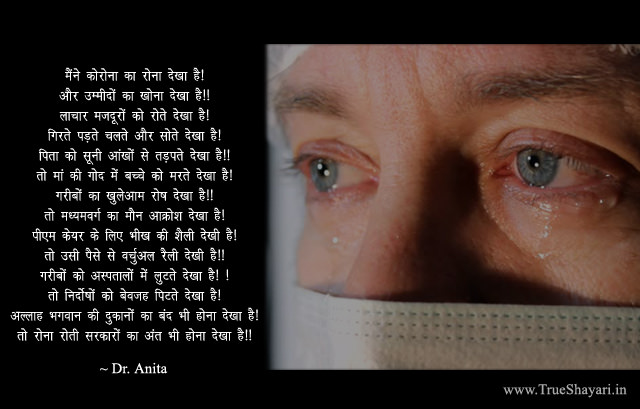 मैंने कोरोना का रोना देखा है!
और उम्मीदों का खोना देखा है!!
लाचार मजदूरों को रोते देखा है!
गिरते पड़ते चलते और सोते देखा है!
पिता को सूनी आंखों से तड़पते देखा है!!
तो मां की गोद में बच्चे को मरते देखा है!
गरीबों का खुलेआम रोष देखा है!!
तो मध्यमवर्ग का मौन आक्रोश देखा है!
पीएम केयर के लिए भीख की शैली देखी है!
तो उसी पैसे से वर्चुअल रैली देखी है!!
गरीबों को अस्पतालों में लुटते देखा है! !
तो निर्दोषों को बेवजह पिटते देखा है!
अल्लाह भगवान की दुकानों का बंद भी होना देखा है!
तो रोना रोती सरकारों का अंत भी होना देखा है!!
~ Dr. Anita
www.TrueShayari.in